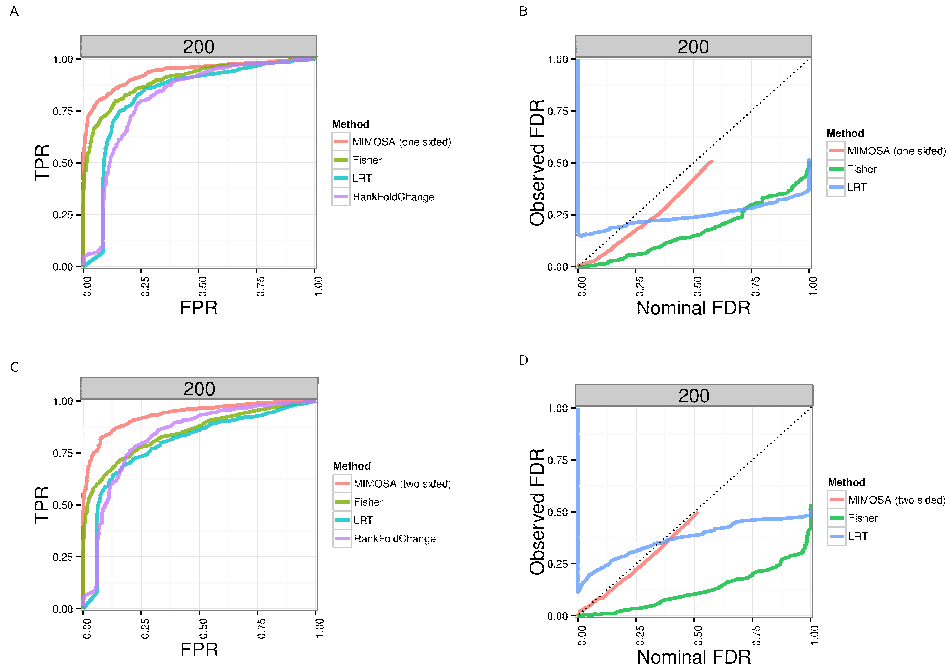 A
200
1.00
0.75
0.50
0.25
0.00
TPR
0.00
0.25
0.50
0.75
1.00
FPR
Method
MIMOSA (one sided)
Fisher
LRT
RankFoldChange
B
200
1.00
0.75
0.50
0.25
0.00
Observed FDR
0.00
0.25
0.50
0.75
1.00
Nominal FDR
Method
MIMOSA (one sided)
Fisher
LRT
C
200
1.00
0.75
0.50
0.25
0.00
TPR
0.00
0.25
0.50
0.75
1.00
FPR
Method
MIMOSA (two sided)
Fisher
LRT
RankFoldChange
D
200
1.00
0.75
0.50
0.25
0.00
Observed FDR
0.00
0.25
0.50
0.75
1.00
Nominal FDR
Method
MIMOSA (two sided)
Fisher
LRT